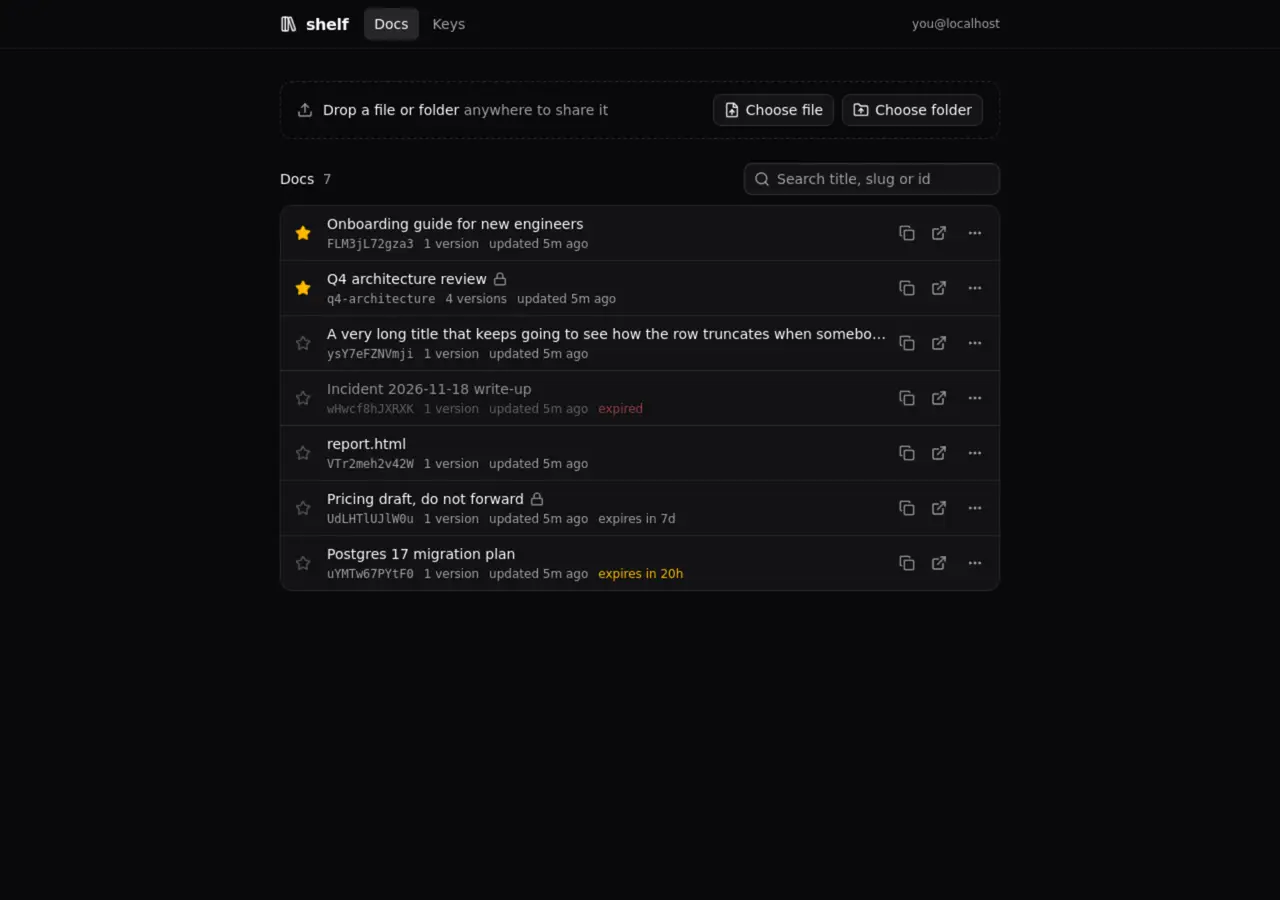 shelf Docs Keys you@localhost
Drop a file or folder anywhere to share it Choose file Choose folder
Docs 7 Search title, slug or id
Onboarding guide for new engineers
FLM3jL72gza3 1 version updated 5m ago
Q4 architecture review
q4-architecture 4 versions updated 5m ago
A very long title that keeps going to see how the row truncates when somebo...
ysY7eFZNVmji 1 version updated 5m ago
Incident 2026-11-18 write-up
wHwcf8hJXRXK 1 version updated 5m ago expired
report.html
VTr2meh2v42W 1 version updated 5m ago
Pricing draft, do not forward
UdLHTlUJlW0u 1 version updated 5m ago expires in 7d
Postgres 17 migration plan
uYMTw67PYtF0 1 version updated 5m ago expires in 20h